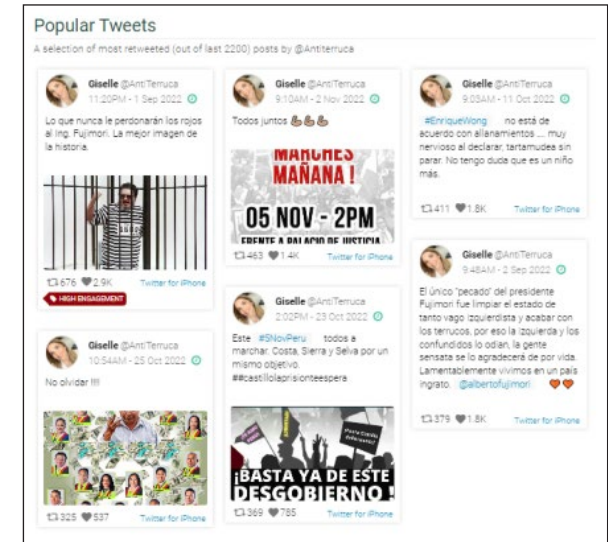 Popular Tweets
A selection of most retweeted (out of last 2200) posts by @Antiterruca
Giselle @AntiTerruca
11:20PM - 1 Sep 2022
Lo que nunca le perdonarán los rojos
al Ing. Fujimori. La mejor imagen de
la historia.
676 2.9K Twitter for iPhone
HIGH ENGAGEMENT
Giselle @AntiTerruca
10:54AM - 25 Oct 2022
No olvidar !!!!
325 537 Twitter for iPhone
Giselle @AntiTerruca
9:10AM - 2 Nov 2022
Todos juntos
MARCHES
MAÑANA !
05 NOV - 2PM
FRENTE A PALACIO DE JUSTICIA
463 1.4K Twitter for iPhone
Giselle @AntiTerruca
2:02PM - 23 Oct 2022
Este #5NovPeru todos a
marchar. Costa, Sierra y Selva por un
mismo objetivo.
##castillolaprisionteespera
¡BASTA YA DE ESTE
DESGOBIERNO !
369 785 Twitter for iPhone
Giselle @AntiTerruca
9:03AM - 11 Oct 2022
#EnriqueWong no está de
acuerdo con allanamientos .... muy
nervioso al declarar, tartamudea sin
parar. No tengo duda que es un niño
más.
411 1.8K Twitter for iPhone
Giselle @AntiTerruca
9:48AM - 2 Sep 2022
El único "pecado" del presidente
Fujimori fue limpiar el estado de
tanto vago izquierdista y acabar con
los terrucos, por eso la izquierda y los
confundidos lo odian, la gente
sensata se lo agradecerá de por vida.
Lamentablemente vivimos en un país
ingrato. @albertofujimori
379 1.8K Twitter for iPhone